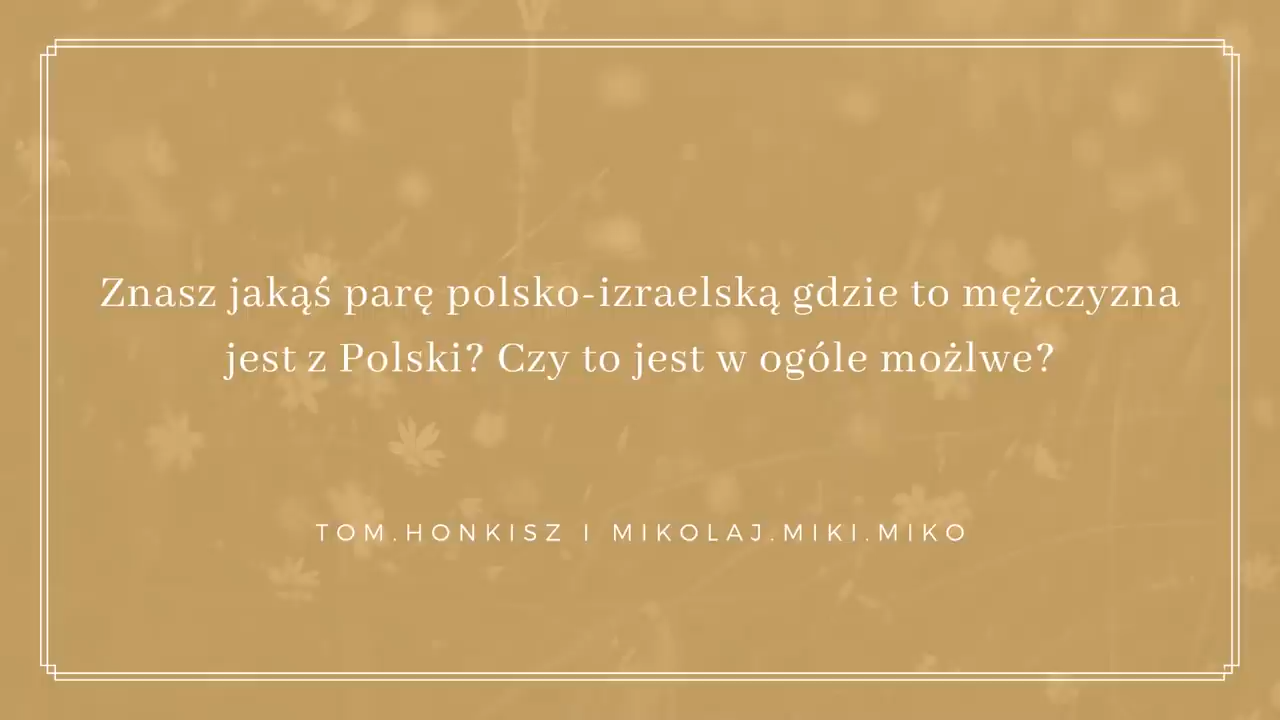 Znasz jakąś parę polsko-izraelską gdzie to mężczyzna
jest z Polski? Czy to jest w ogóle możlwe?
TOM.HONKISZ I MIKOLAJ.MIKI.MIKO